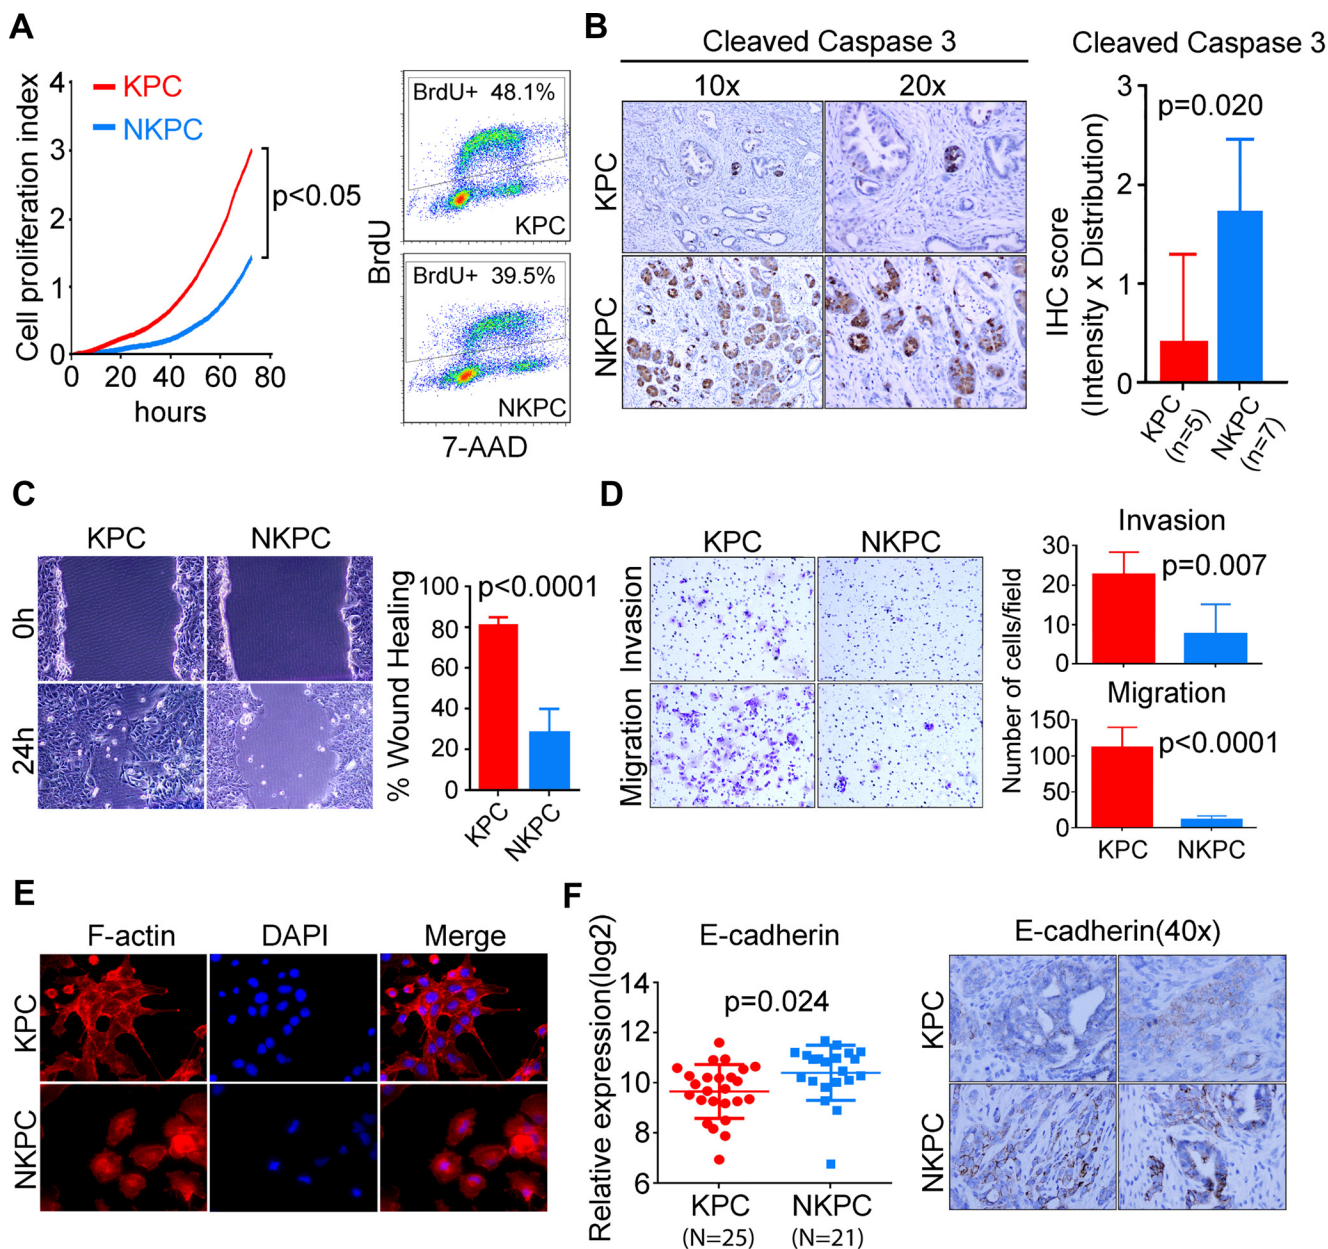 A
Cell proliferation index
4
3
2
1
0
KPC
NKPC
p<0.05
0
20
40
60
80
hours
BrdU
BrdU+ 48.1%
KPC
BrdU+ 39.5%
NKPC
7-AAD
B
Cleaved Caspase 3
10x
20x
KPC
NKPC
Cleaved Caspase 3
IHC score
(Intensity x Distribution)
3
2
1
0
p=0.020
KPC
(n=5)
NKPC
(n=7)
C
KPC
NKPC
0h
24h
% Wound Healing
100
80
60
40
20
0
p<0.0001
KPC
NKPC
D
KPC
NKPC
Invasion
Migration
Number of cells/field
Invasion
30
20
10
0
p=0.007
Migration
150
100
50
0
p<0.0001
KPC
NKPC
E
F-actin
DAPI
Merge
KPC
NKPC
F
Relative expression(log2)
E-cadherin
14
12
10
8
6
p=0.024
KPC
(N=25)
NKPC
(N=21)
E-cadherin(40x)
KPC
NKPC